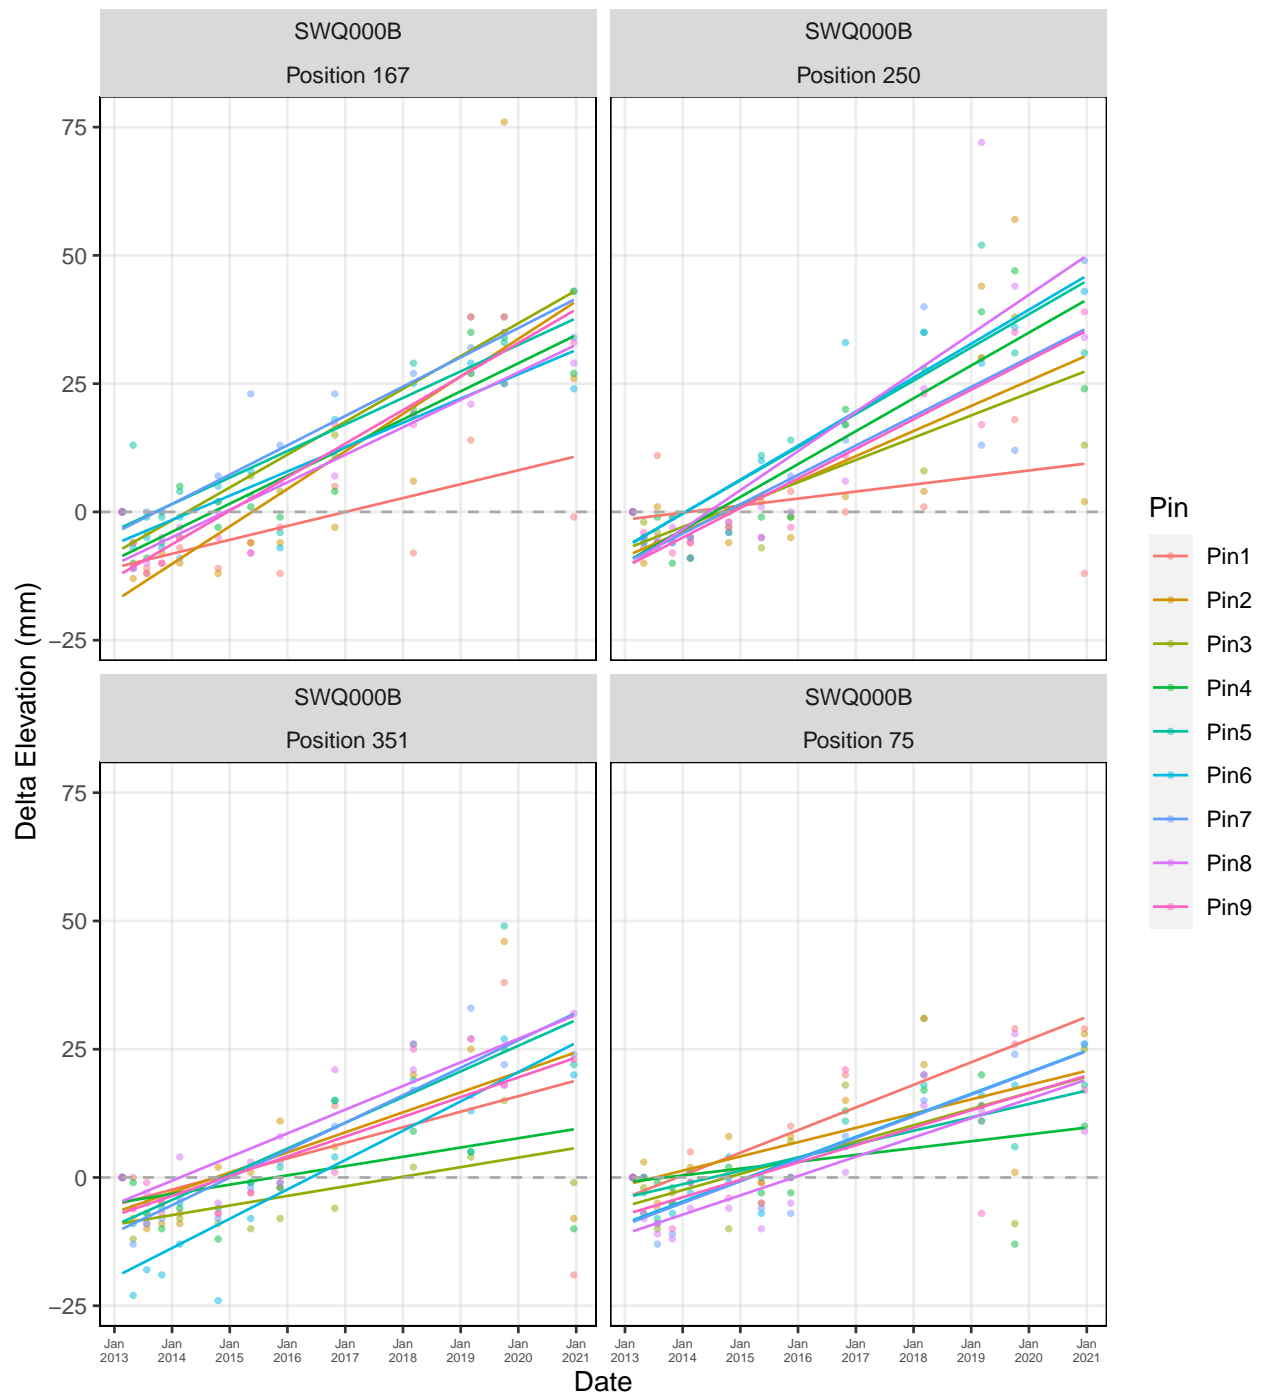 SWQ000B
Position 167
SWQ000B
Position 250
75
50
25
0
−25
SWQ000B
Position 351
SWQ000B
Position 75
75
50
25
0
−25
Delta Elevation (mm)
Jan 2013
Jan 2014
Jan 2015
Jan 2016
Jan 2017
Jan 2018
Jan 2019
Jan 2020
Jan 2021
Jan 2013
Jan 2014
Jan 2015
Jan 2016
Jan 2017
Jan 2018
Jan 2019
Jan 2020
Jan 2021
Date
Pin
Pin1
Pin2
Pin3
Pin4
Pin5
Pin6
Pin7
Pin8
Pin9